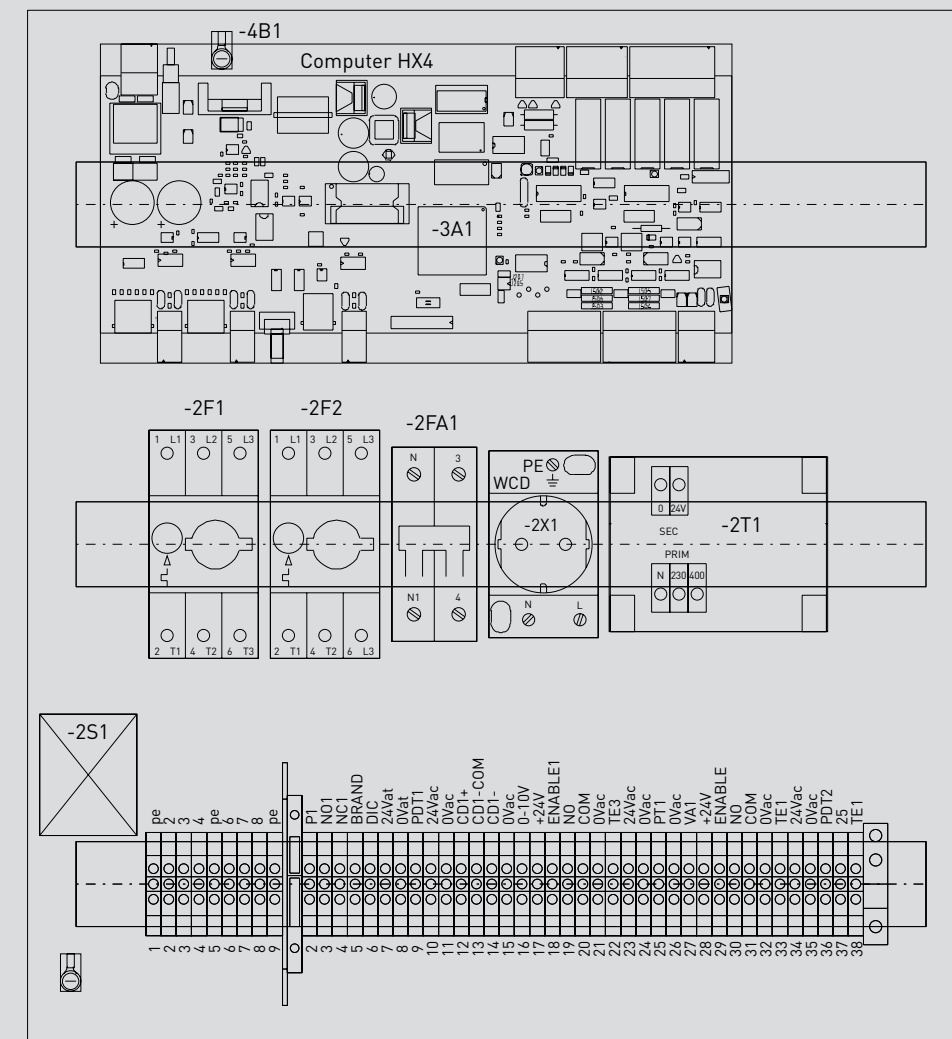 -4B1
Computer HX4
-3A1
-2F1
-2F2
-2FA1
1 L1 3 L2 5 L3
1 L1 3 L2 5 L3
N 3
PE
WCD
-2X1
0 24V
SEC
-2T1
PRIM
N 230 400
N1 4
N L
2 T1 4 T2 6 T3
2 T1 4 T2 6 L3
-2S1
pe
2
3
4
pe
6
7
8
pe
P1
NO1
NC1
BRAND
DIC
24Vat
0Vat
PDT1
24Vac
0Vac
CD1+
CD1-COM
CD1-
0Vac
0-10V
+24V
ENABLE1
NO
COM
0Vac
TE3
24Vac
0Vac
PT1
0Vac
VA1
+24V
ENABLE
NO
COM
0Vac
TE1
24Vac
0Vac
PDT2
25
TE1
1
2
3
4
5
6
7
8
9
2
3
4
5
6
7
8
9
10
11
12
13
14
15
16
17
18
19
20
21
22
23
24
25
26
27
28
29
30
31
32
33
34
35
36
37
38